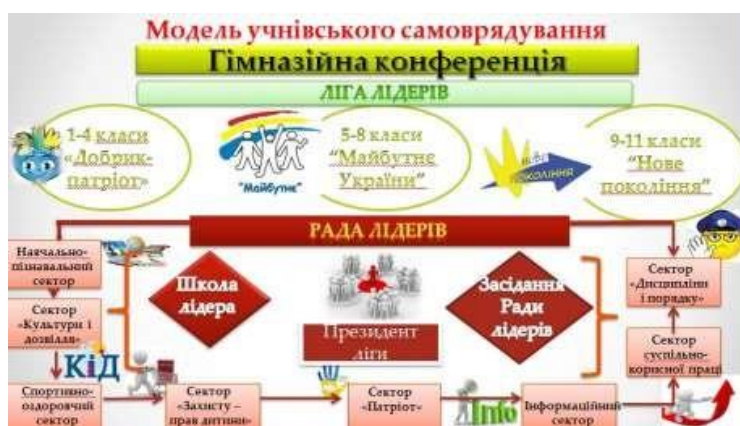 Модель учнівського самоврядування
Гімназійна конференція
ЛІГА ЛІДЕРІВ
1-4 класи
«Добрик-
патріот»
"Майбутнє"
5-8 класи
“Майбутнє
України”
ПОКОЛІННЯ
9-11 класи
“Нове
покоління”
РАДА ЛІДЕРІВ
Навчально-
пізнавальний
сектор
Сектор
«Культури і
дозвілля»
КіД
Спортивно-
оздоровчий
сектор
Школа
лідера
Президент
ліги
Засідання
Ради
лідерів
Сектор
«Захисту –
прав дитини»
Сектор
«Патріот»
Info
Інформаційний
сектор
Сектор
суспільно-
корисної праці
Сектор
«Дисципліни
і порядку»